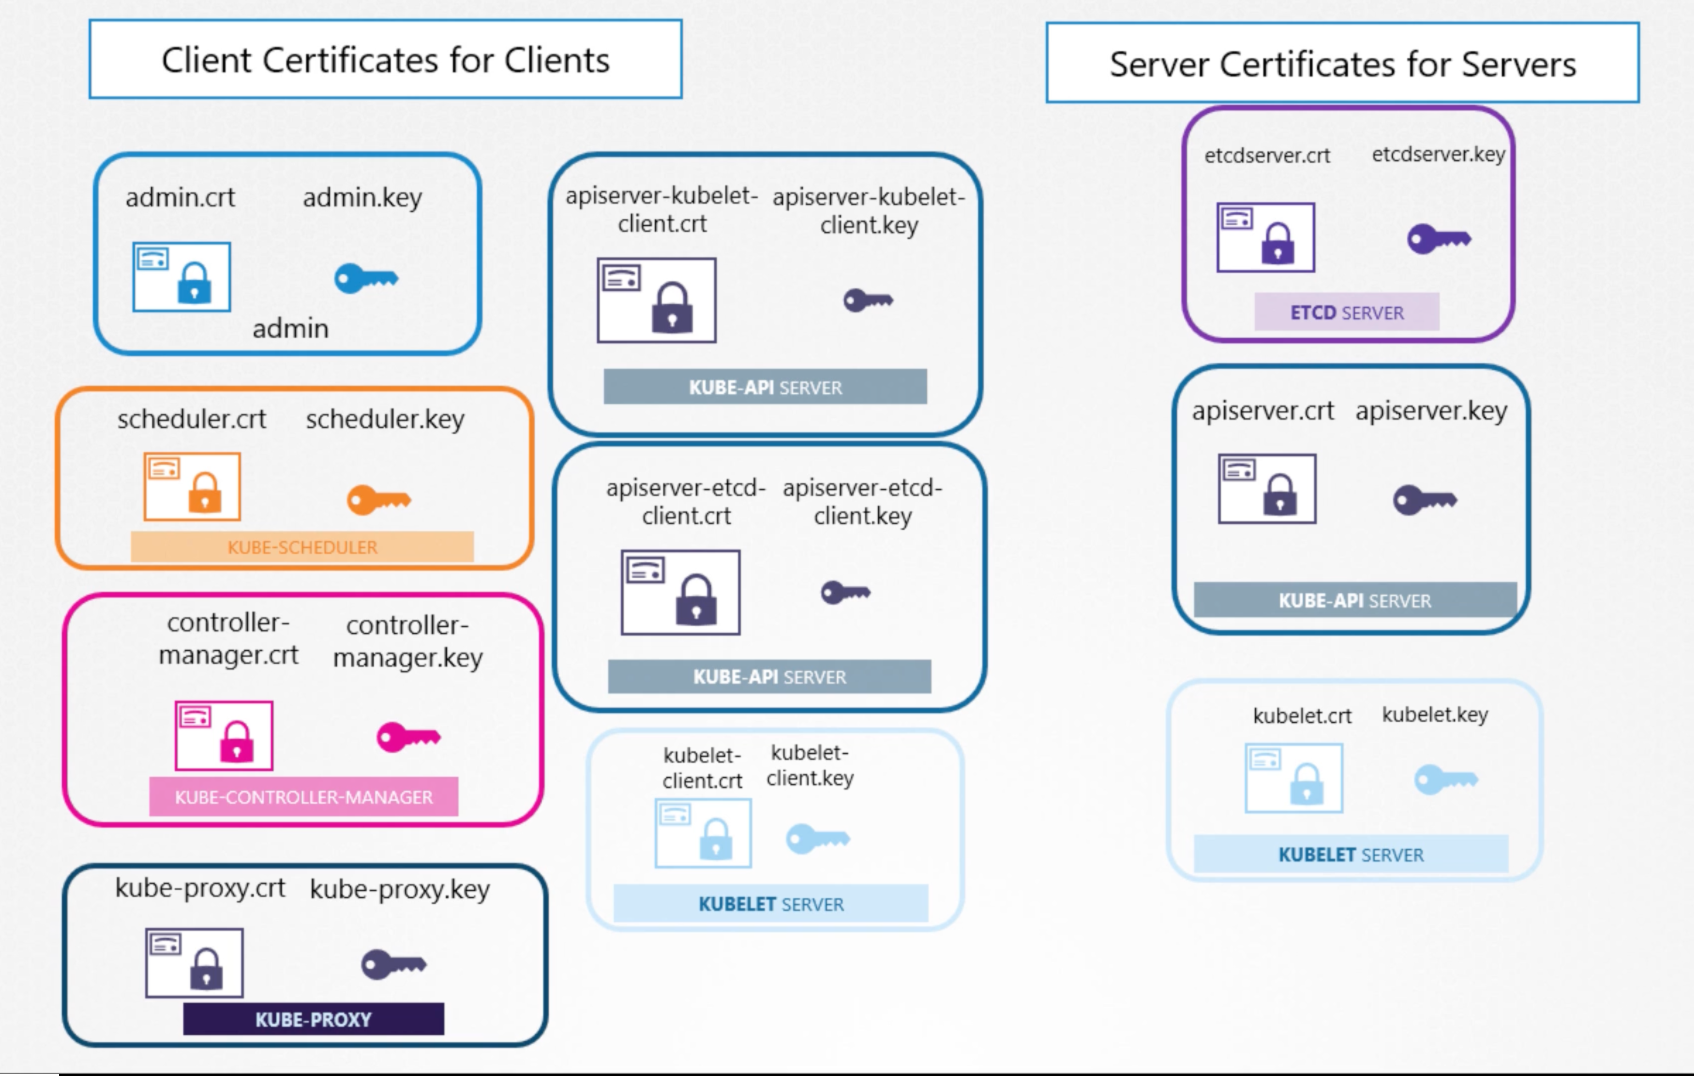 Client Certificates for Clients
admin.crt admin.key
admin
scheduler.crt scheduler.key
KUBE-SCHEDULER
controller-
manager.crt
controller-
manager.key
KUBE-CONTROLLER-MANAGER
kube-proxy.crt kube-proxy.key
KUBE-PROXY
apiserver-kubelet-
client.crt
apiserver-kubelet-
client.key
KUBE-API SERVER
apiserver-etcd-
client.crt
apiserver-etcd-
client.key
KUBE-API SERVER
kubelet-
client.crt
kubelet-
client.key
KUBELET SERVER
Server Certificates for Servers
etcdserver.crt etcdserver.key
ETCD SERVER
apiserver.crt apiserver.key
KUBE-API SERVER
kubelet.crt kubelet.key
KUBELET SERVER